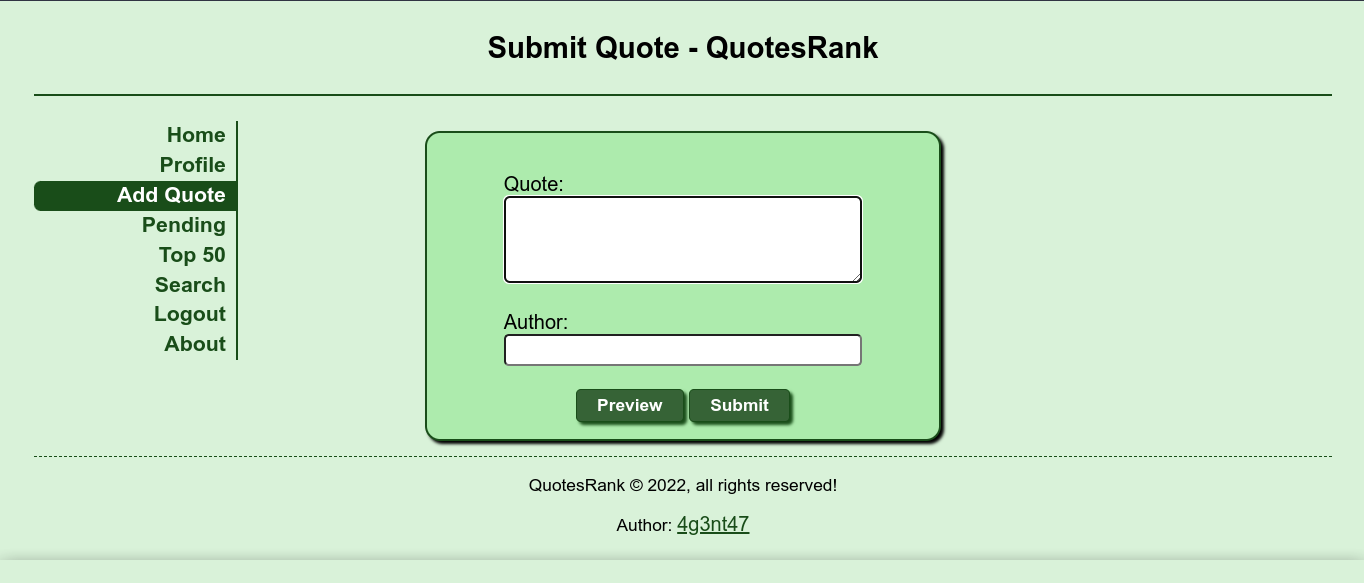 Submit Quote - QuotesRank
Home
Profile
Add Quote
Pending
Top 50
Search
Logout
About
Quote:
Author:
Preview Submit
QuotesRank © 2022, all rights reserved!
Author: 4g3nt47